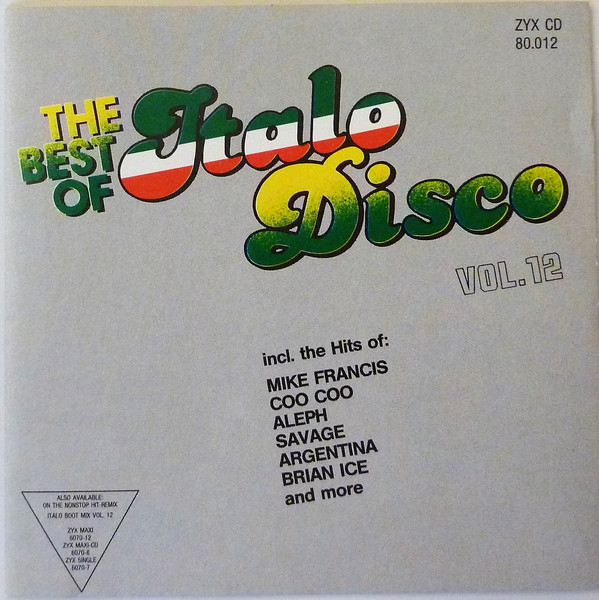 ZYX CD
80.012
THE
BEST
OF
Italo
Disco
VOL.12
incl. the Hits of:
MIKE FRANCIS
COO COO
ALEPH
SAVAGE
ARGENTINA
BRIAN ICE
and more
ALSO AVAILABLE:
ON THE NONSTOP HIT-REMIX
ITALO BOOT MIX VOL. 12
ZYX MAXI
6070-12
ZYX MAXI-CD
6070-8
ZYX SINGLE
6070-7